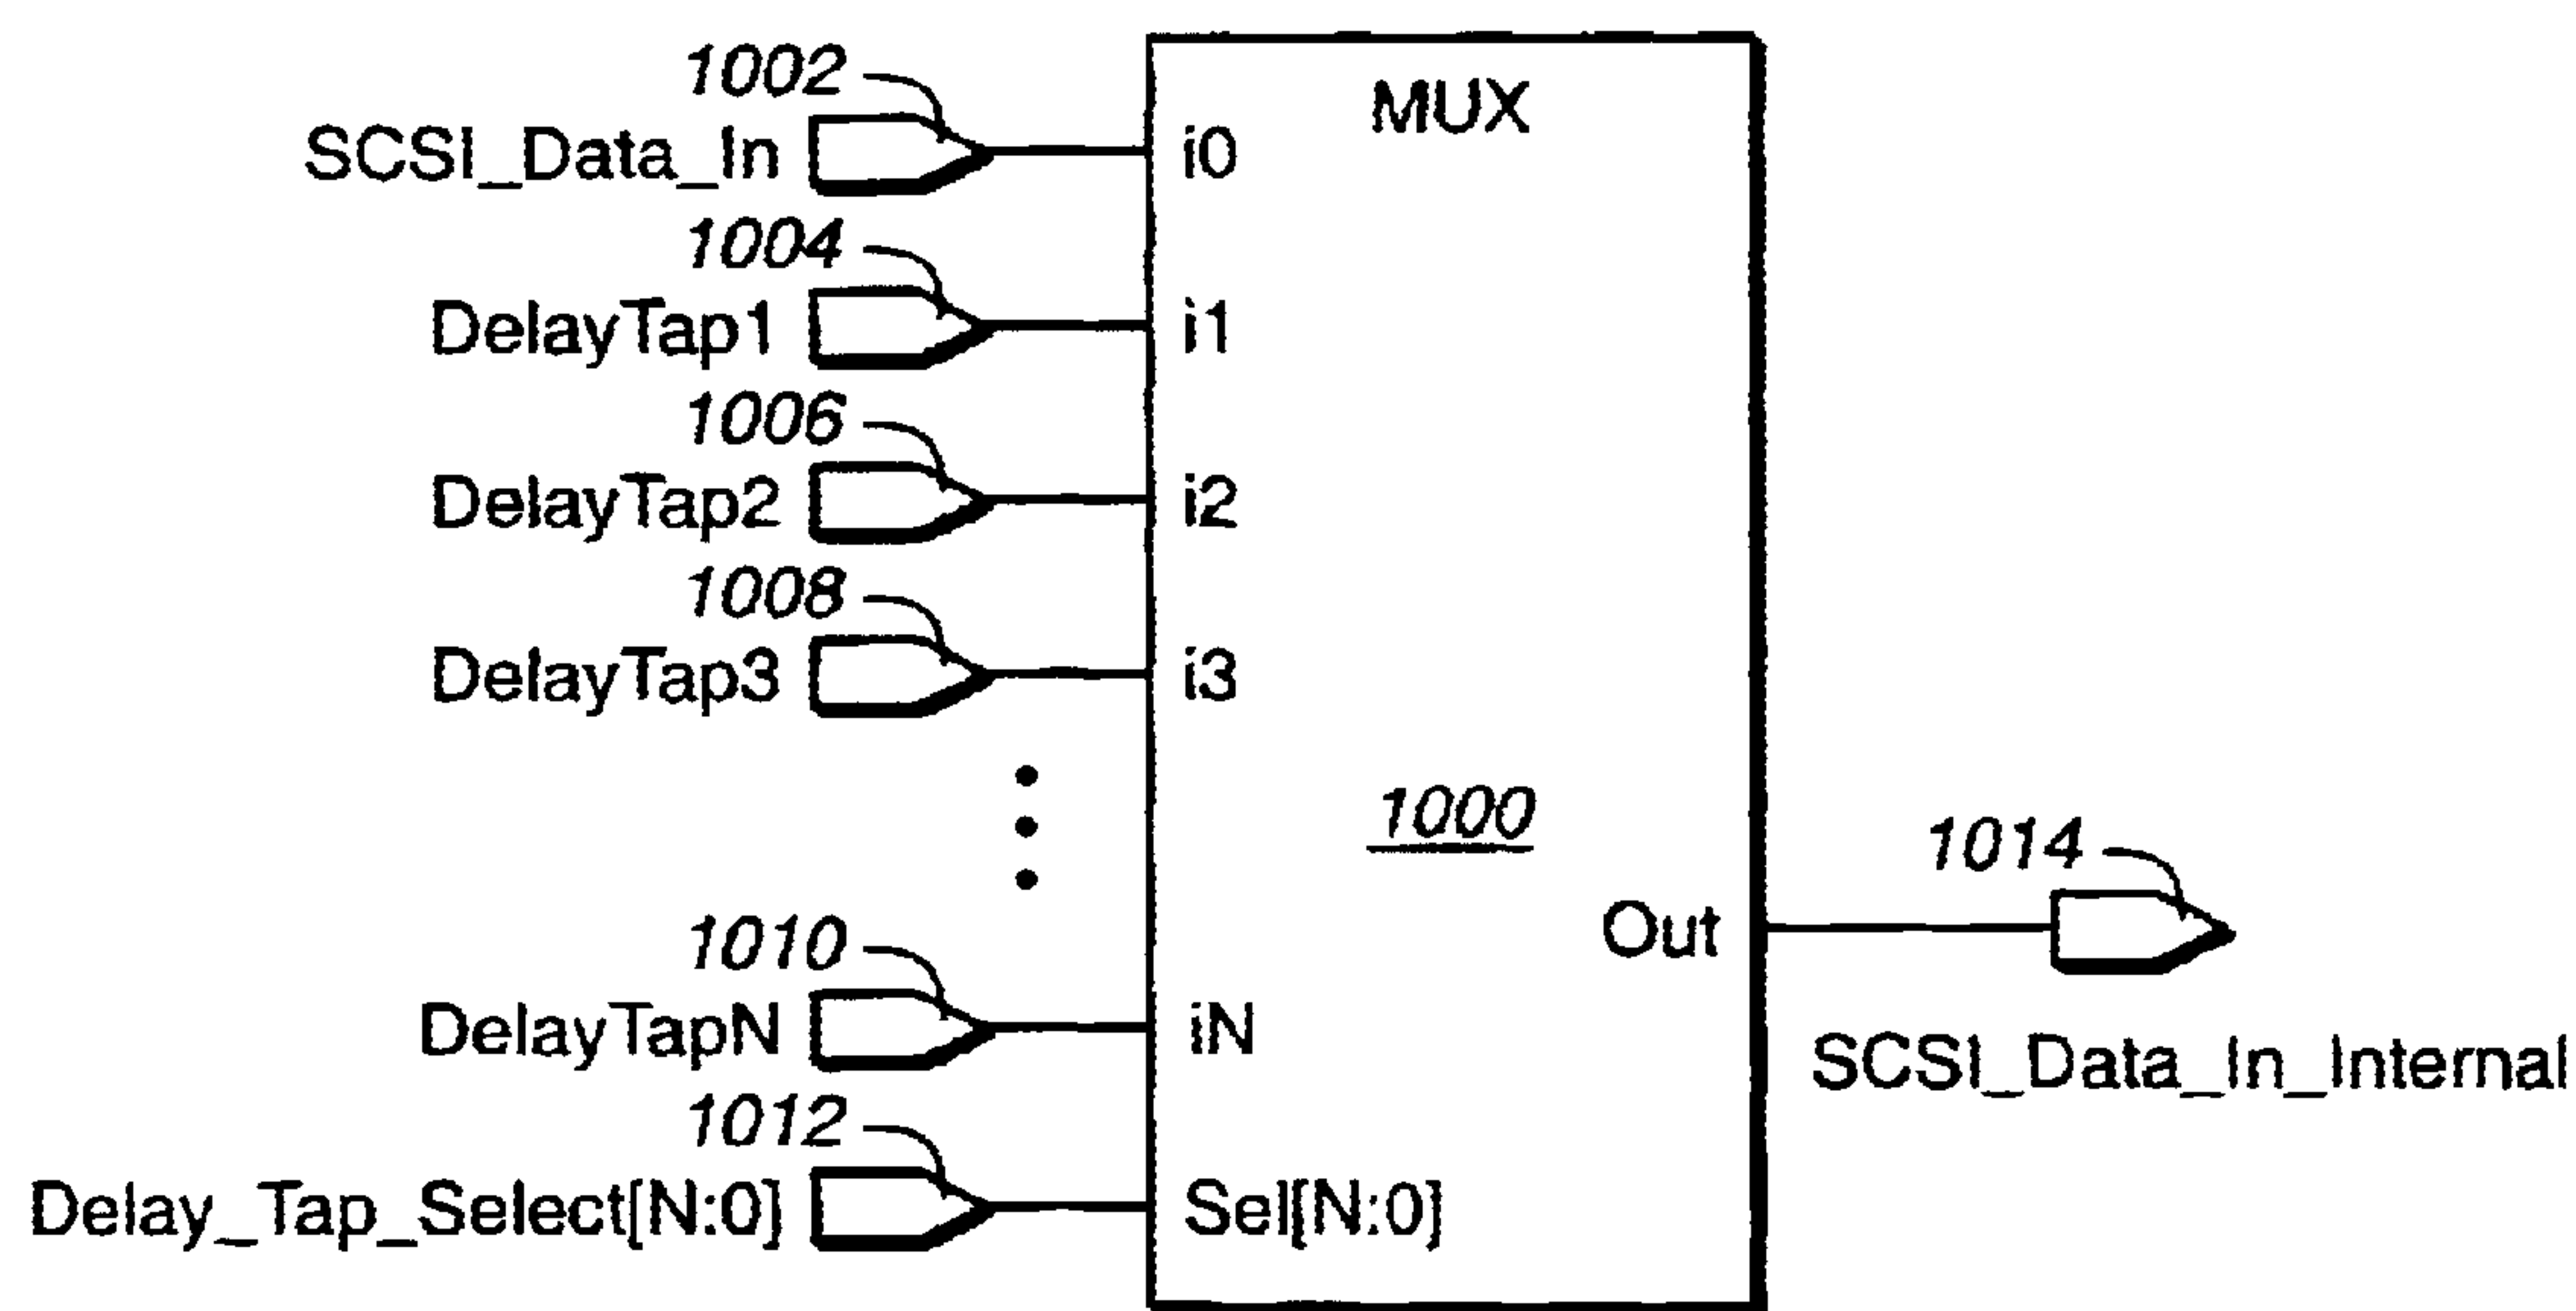 1002
MUX
SCSI_Data_In
i0
1004
DelayTap1
i1
1006
DelayTap2
i2
1008
DelayTap3
i3
1000
1014
1010
Out
DelayTapN
iN
SCSI_Data_In_Internal
1012
Delay_Tap_Select[N:0]
Sel[N:0]